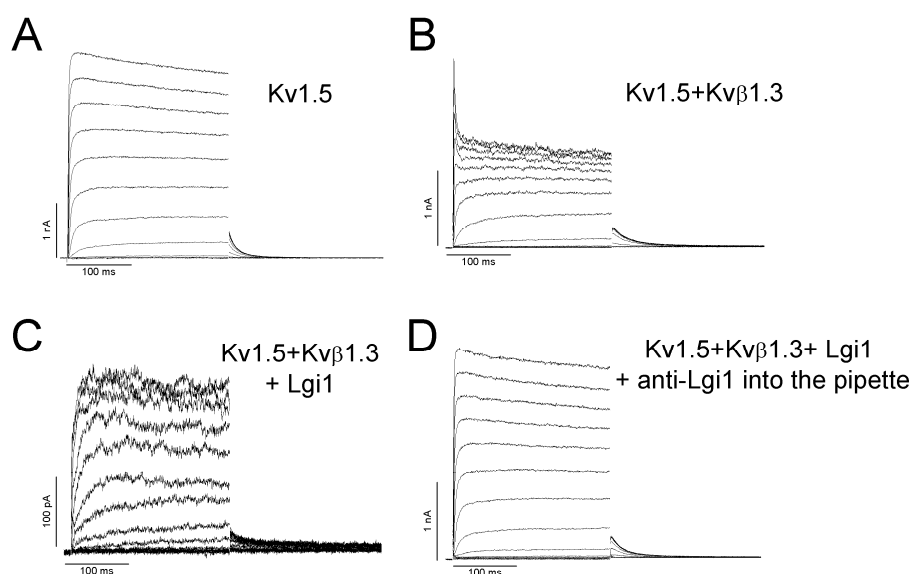 A
Kv1.5
1 nA
100 ms
B
Kv1.5+Kvβ1.3
1 nA
100 ms
C
Kv1.5+Kvβ1.3
+ Lgi1
100 pA
100 ms
D
Kv1.5+Kvβ1.3+ Lgi1
+ anti-Lgi1 into the pipette
1 nA
100 ms